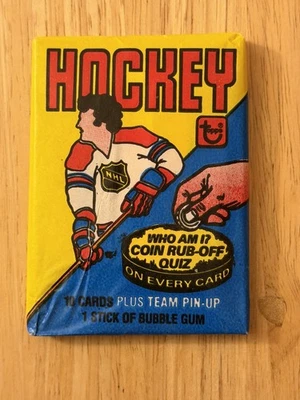 HOCKEY
topps
NHL
WHO AM I?
COIN RUB-OFF
QUIZ
ON EVERY CARD
10 CARDS PLUS TEAM PIN-UP
1 STICK OF BUBBLE GUM